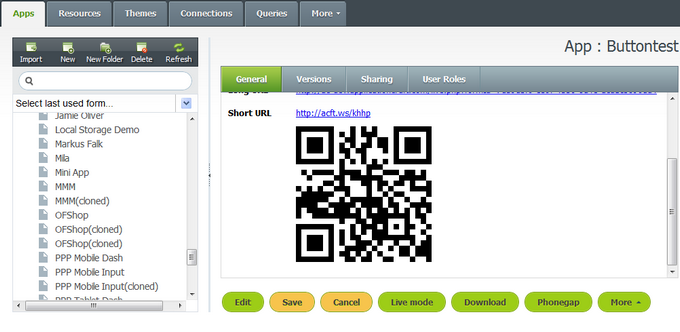 Apps Resources Themes Connections Queries More
App : Buttontest
Import New New Folder Delete Refresh
General Versions Sharing User Roles
Select last used form...
Jamie Oliver
Local Storage Demo
Markus Falk
Mila
Mini App
MMM
MMM(cloned)
OFShop
OFShop(cloned)
OFShop(cloned)
PPP Mobile Dash
PPP Mobile Input
PPP Mobile Input(cloned)
PPP Tablet Dash
Short URL http://acft.ws/khhp
Edit Save Cancel Live mode Download Phonegap More